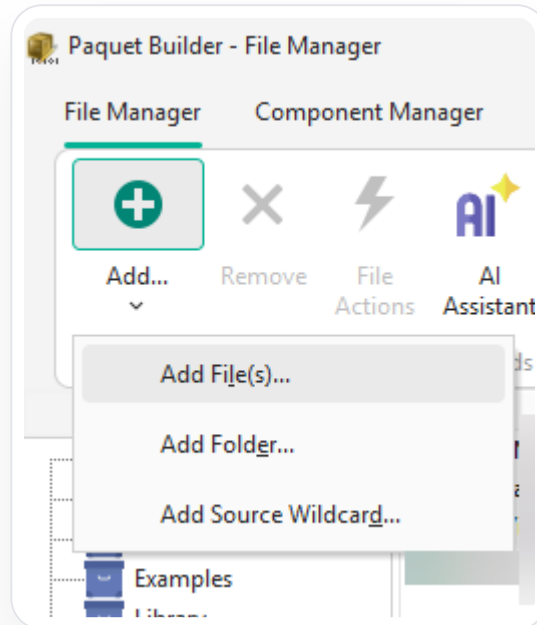 Paquet Builder - File Manager
File Manager Component Manager
Add... Remove File Actions AI Assistant
Add File(s)...
Add Folder...
Add Source Wildcard...
Examples
Library